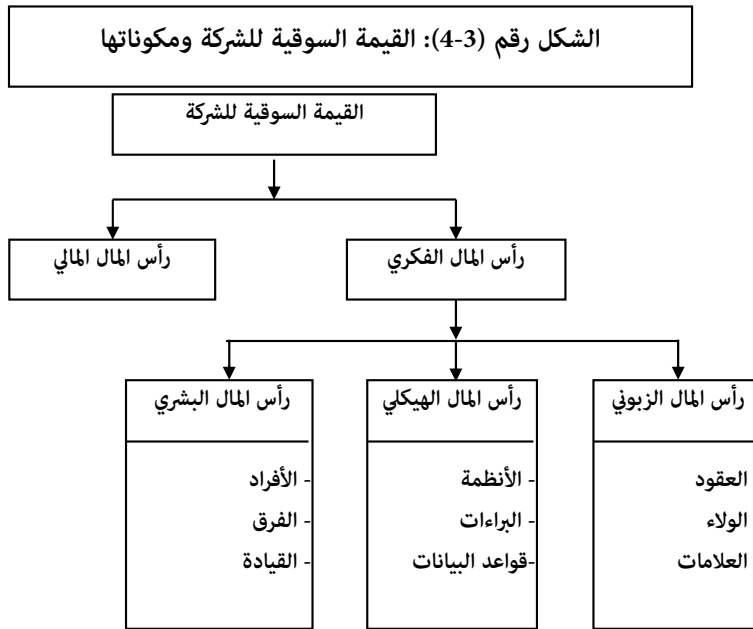 الشكل رقم (3-4): القيمة السوقية للشركة ومكوناتها
القيمة السوقية للشركة
رأس المال الفكري
رأس المال المالي
رأس المال الزبوني
العقود
الولاء
العلامات
رأس المال الهيكلي
- الأنظمة
- البراءات
-قواعد البيانات
رأس المال البشري
- الأفراد
- الفرق
- القيادة